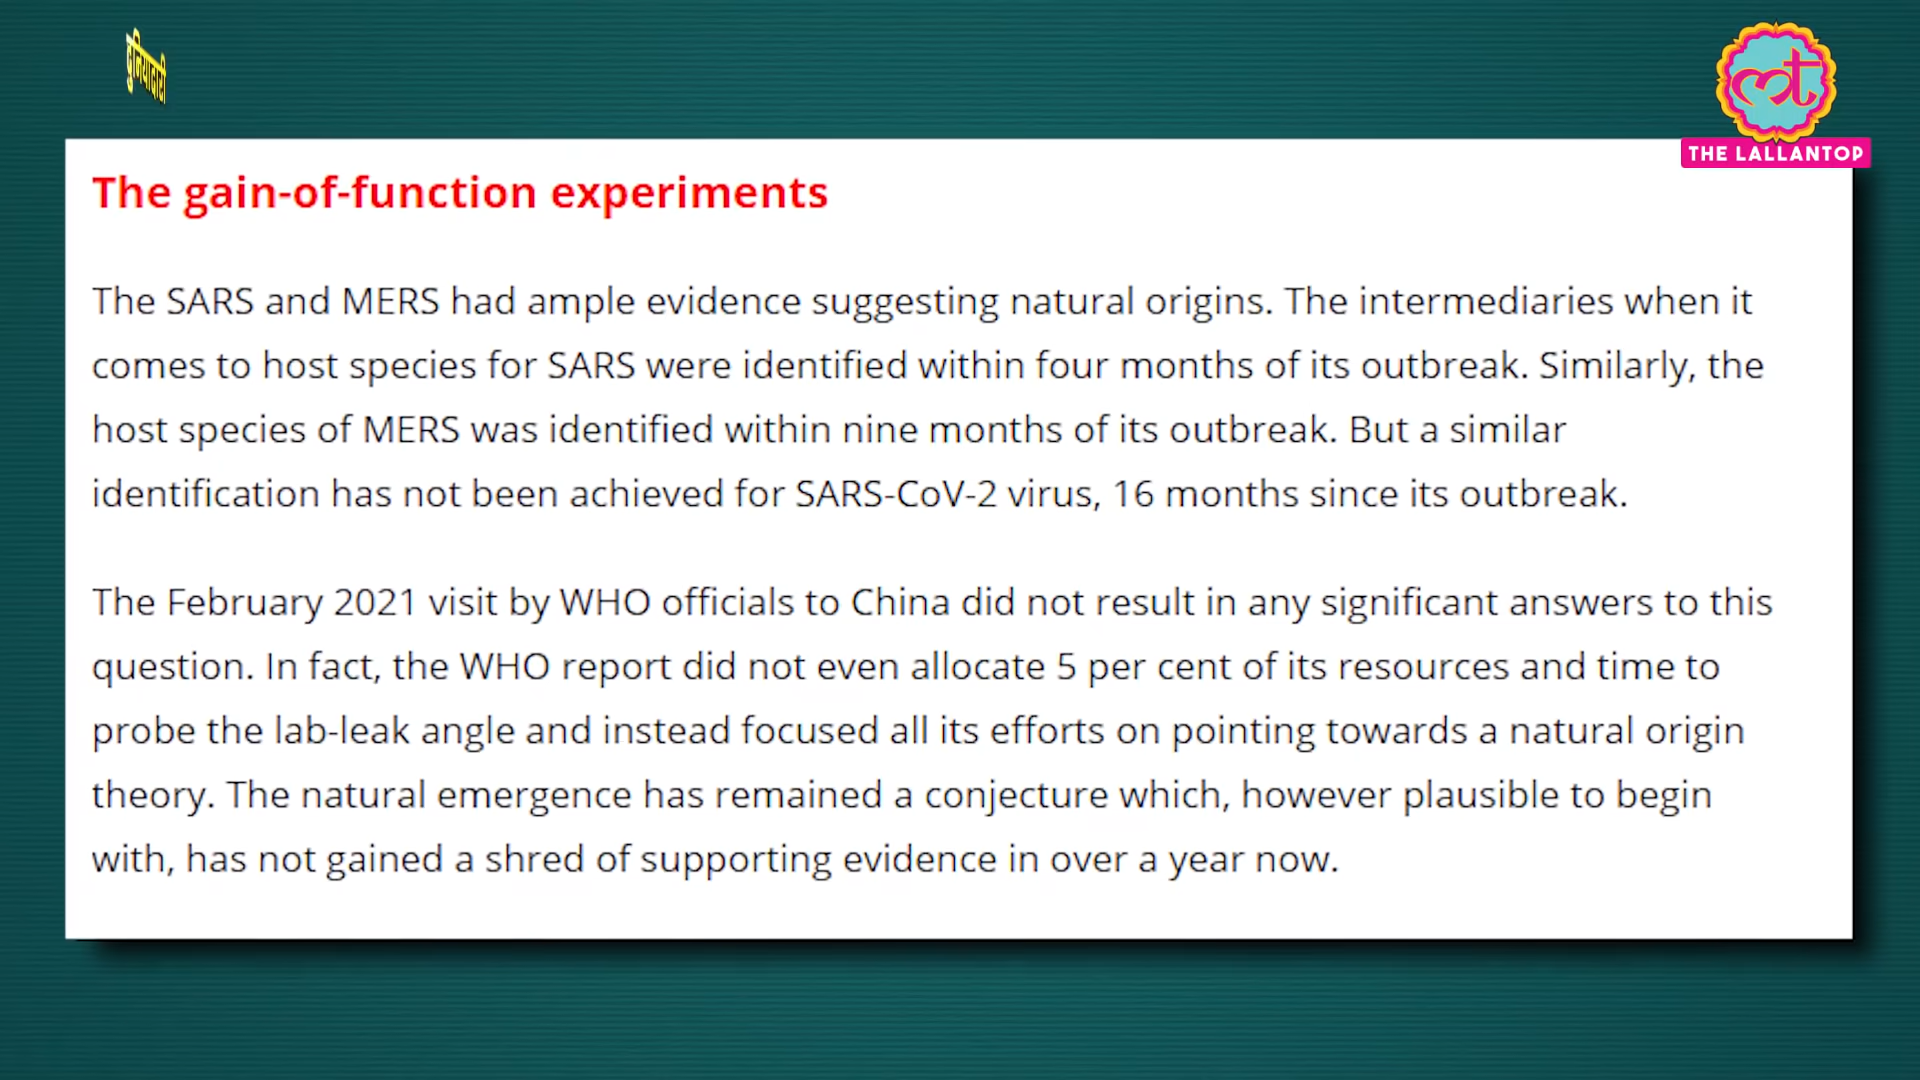 दुनियादारी
THE LALLANTOP
The gain-of-function experiments
The SARS and MERS had ample evidence suggesting natural origins. The intermediaries when it
comes to host species for SARS were identified within four months of its outbreak. Similarly, the
host species of MERS was identified within nine months of its outbreak. But a similar
identification has not been achieved for SARS-CoV-2 virus, 16 months since its outbreak.
The February 2021 visit by WHO officials to China did not result in any significant answers to this
question. In fact, the WHO report did not even allocate 5 per cent of its resources and time to
probe the lab-leak angle and instead focused all its efforts on pointing towards a natural origin
theory. The natural emergence has remained a conjecture which, however plausible to begin
with, has not gained a shred of supporting evidence in over a year now.